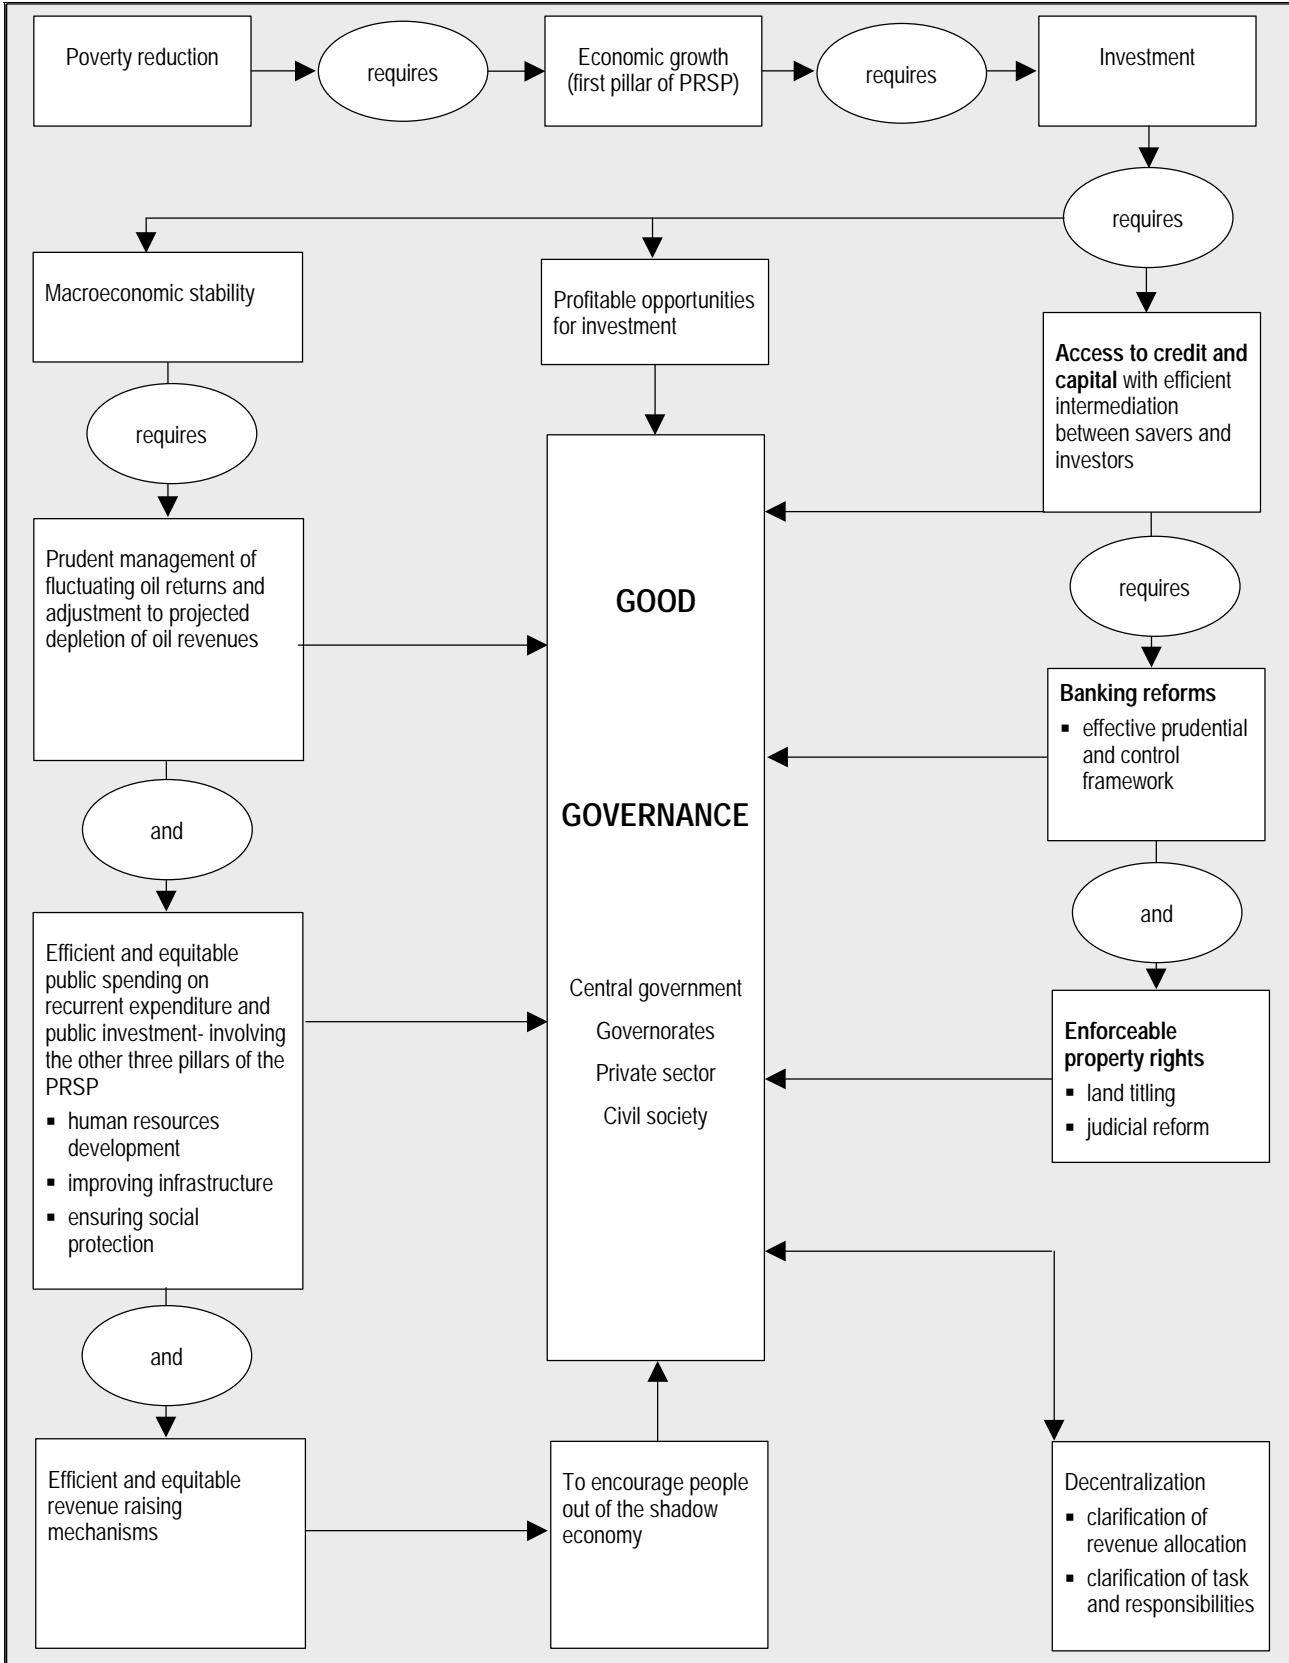 Poverty reduction
requires
Economic growth
(first pillar of PRSP)
requires
Investment
requires
Macroeconomic stability
Profitable opportunities
for investment
Access to credit and
capital with efficient
intermediation
between savers and
investors
requires
Prudent management of
fluctuating oil returns and
adjustment to projected
depletion of oil revenues
GOOD
GOVERNANCE
Central government
Governorates
Private sector
Civil society
requires
Banking reforms
▪ effective prudential
and control
framework
and
and
Efficient and equitable
public spending on
recurrent expenditure and
public investment- involving
the other three pillars of the
PRSP
▪ human resources
development
▪ improving infrastructure
▪ ensuring social
protection
Enforceable
property rights
▪ land titling
▪ judicial reform
and
Efficient and equitable
revenue raising
mechanisms
To encourage people
out of the shadow
economy
Decentralization
▪ clarification of
revenue allocation
▪ clarification of task
and responsibilities